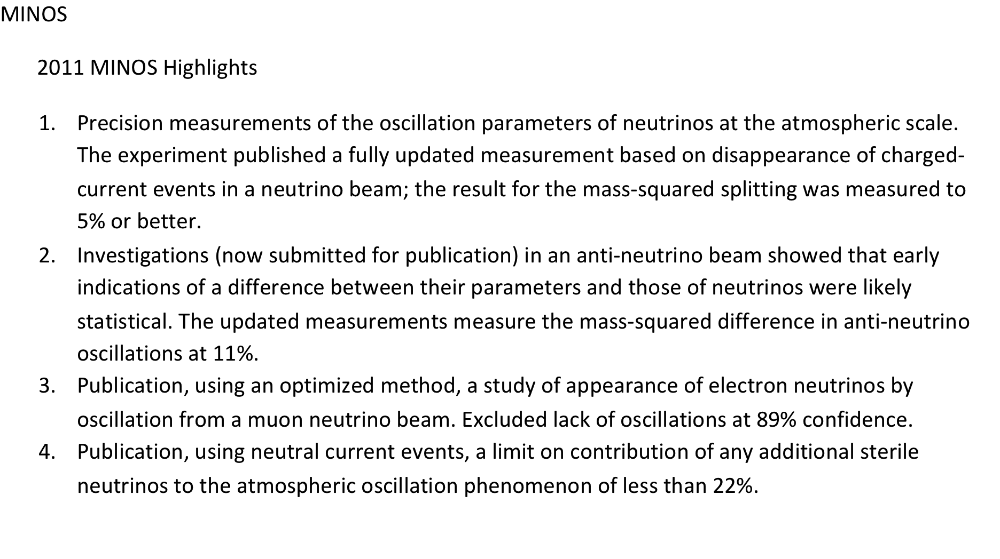 MINOS
2011 MINOS Highlights
1. Precision measurements of the oscillation parameters of neutrinos at the atmospheric scale.
The experiment published a fully updated measurement based on disappearance of charged-
current events in a neutrino beam; the result for the mass-squared splitting was measured to
5% or better.
2. Investigations (now submitted for publication) in an anti-neutrino beam showed that early
indications of a difference between their parameters and those of neutrinos were likely
statistical. The updated measurements measure the mass-squared difference in anti-neutrino
oscillations at 11%.
3. Publication, using an optimized method, a study of appearance of electron neutrinos by
oscillation from a muon neutrino beam. Excluded lack of oscillations at 89% confidence.
4. Publication, using neutral current events, a limit on contribution of any additional sterile
neutrinos to the atmospheric oscillation phenomenon of less than 22%.